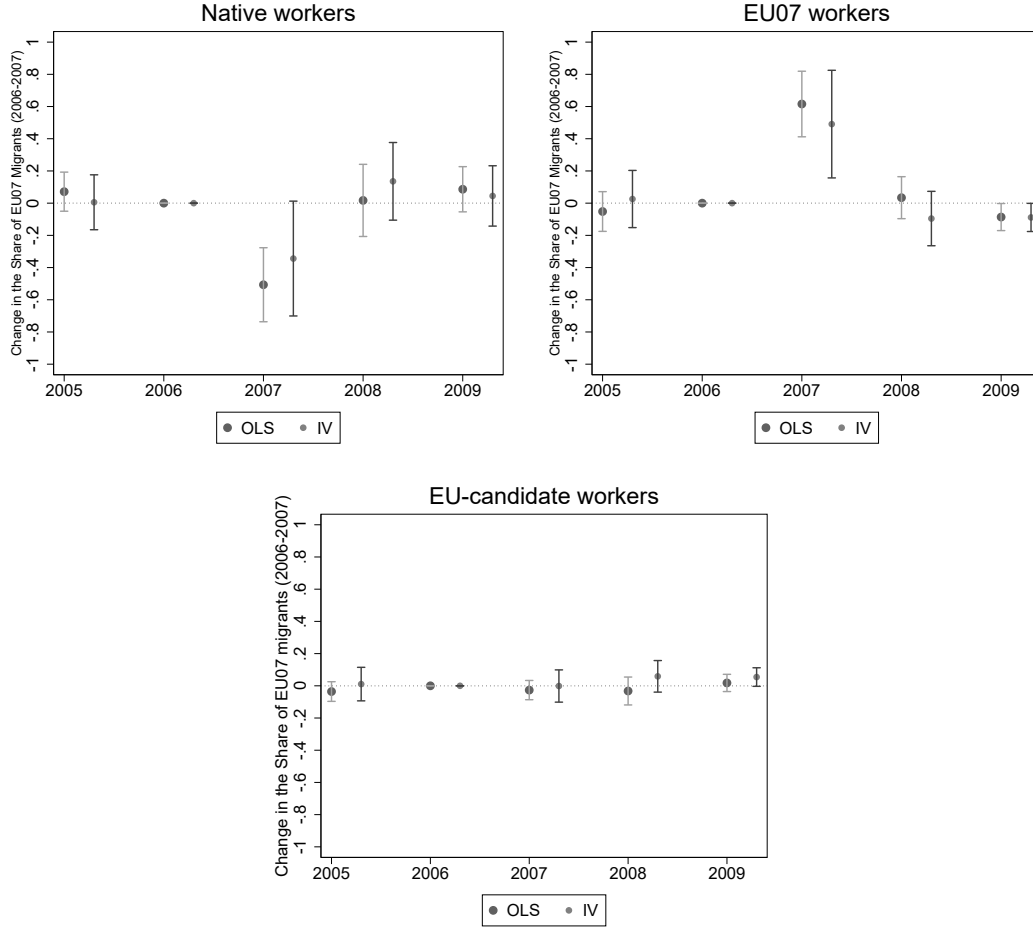 Native workers
Change in the Share of EU07 Migrants (2006-2007)
1
.8
.6
.4
.2
0
-.2
-.4
-.6
-.8
-1
2005 2006 2007 2008 2009
OLS IV
EU07 workers
Change in the Share of EU07 Migrants (2006-2007)
1
.8
.6
.4
.2
0
-.2
-.4
-.6
-.8
-1
2005 2006 2007 2008 2009
OLS IV
EU-candidate workers
Change in the Share of EU07 migrants (2006-2007)
1
.8
.6
.4
.2
0
-.2
-.4
-.6
-.8
-1
2005 2006 2007 2008 2009
OLS IV